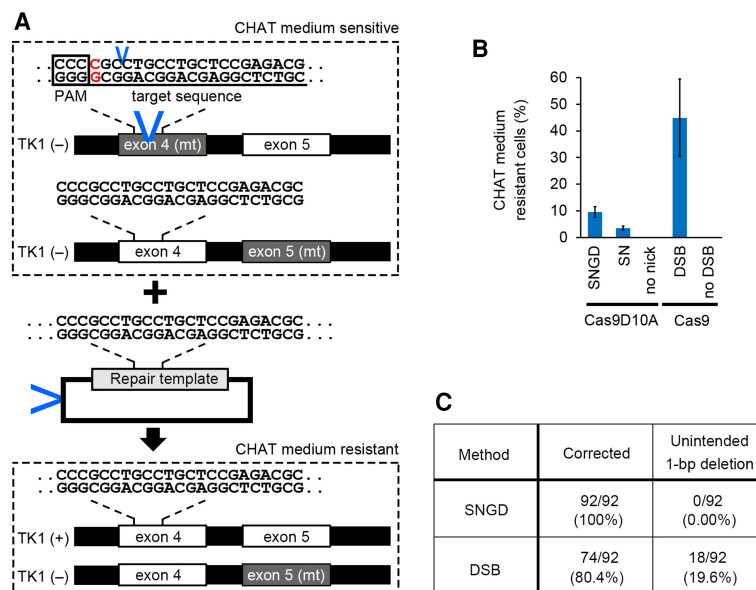 A
CHAT medium sensitive
. . CCCCGCCTGCCTGCTCCGAGACG . .
. . GGGGCGGACGGACGAGGCTCTGC . .
PAM target sequence
TK1 (–) exon 4 (mt) exon 5
CCCGCCTGCCTGCTCCGAGACGC
GGGCGGACGGACGAGGCTCTGCG
TK1 (–) exon 4 exon 5 (mt)
+
. . . CCCGCCTGCCTGCTCCGAGACGC . . .
. . . GGGCGGACGGACGAGGCTCTGCG . . .
Repair template
CHAT medium resistant
. . CCCGCCTGCCTGCTCCGAGACGC . .
. . GGGCGGACGGACGAGGCTCTGCG . .
TK1 (+) exon 4 exon 5
TK1 (–) exon 4 exon 5 (mt)
B
CHAT medium
resistant cells (%)
60
50
40
30
20
10
0
SNGD
SN
no nick
DSB
no DSB
Cas9D10A Cas9
C
Method Corrected Unintended 1-bp deletion
SNGD 92/92 (100%) 0/92 (0.00%)
DSB 74/92 (80.4%) 18/92 (19.6%)